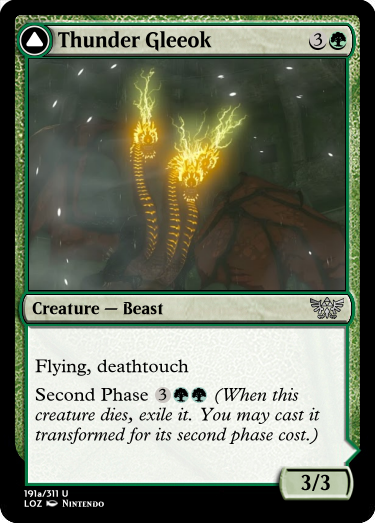 Thunder Gleeok 3
Creature — Beast
Flying, deathtouch
Second Phase 3 (When this
creature dies, exile it. You may cast it
transformed for its second phase cost.)
3/3
191a/311 U
LOZ Nintendo